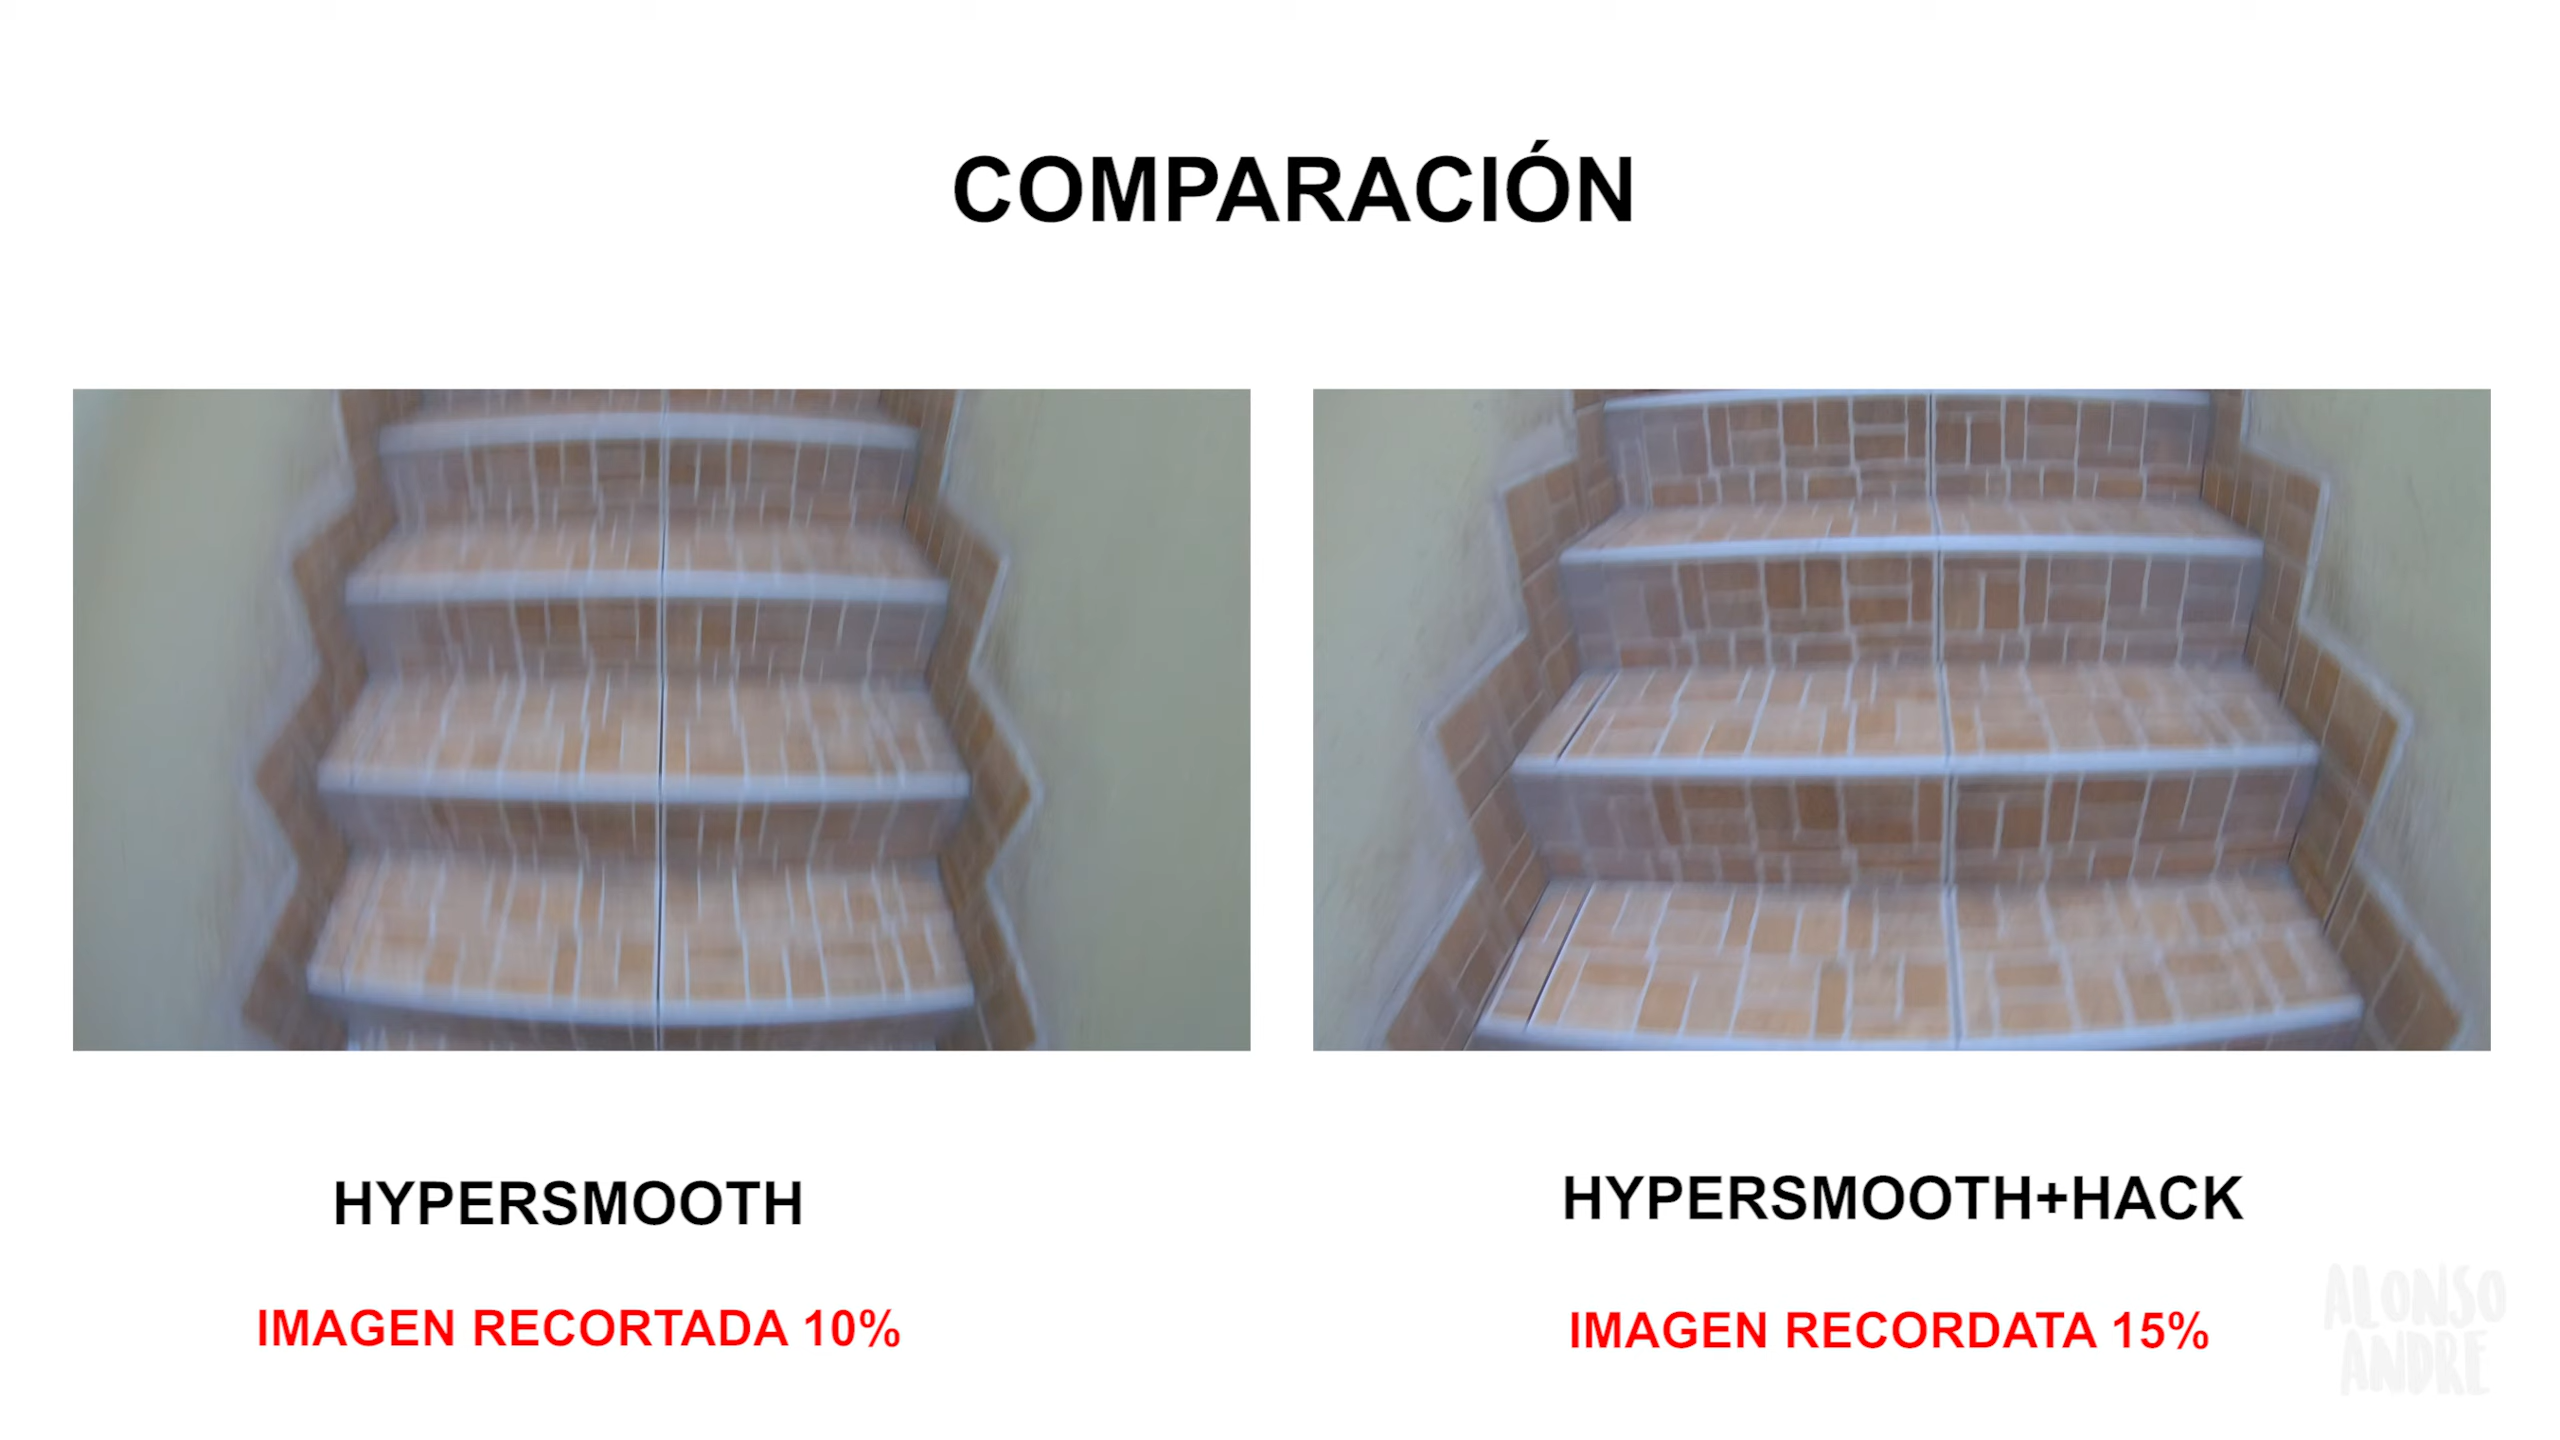 COMPARACIÓN
HYPERSMOOTH
HYPERSMOOTH+HACK
IMAGEN RECORTADA 10%
IMAGEN RECORDATA 15%
ALONSO
ANDRE